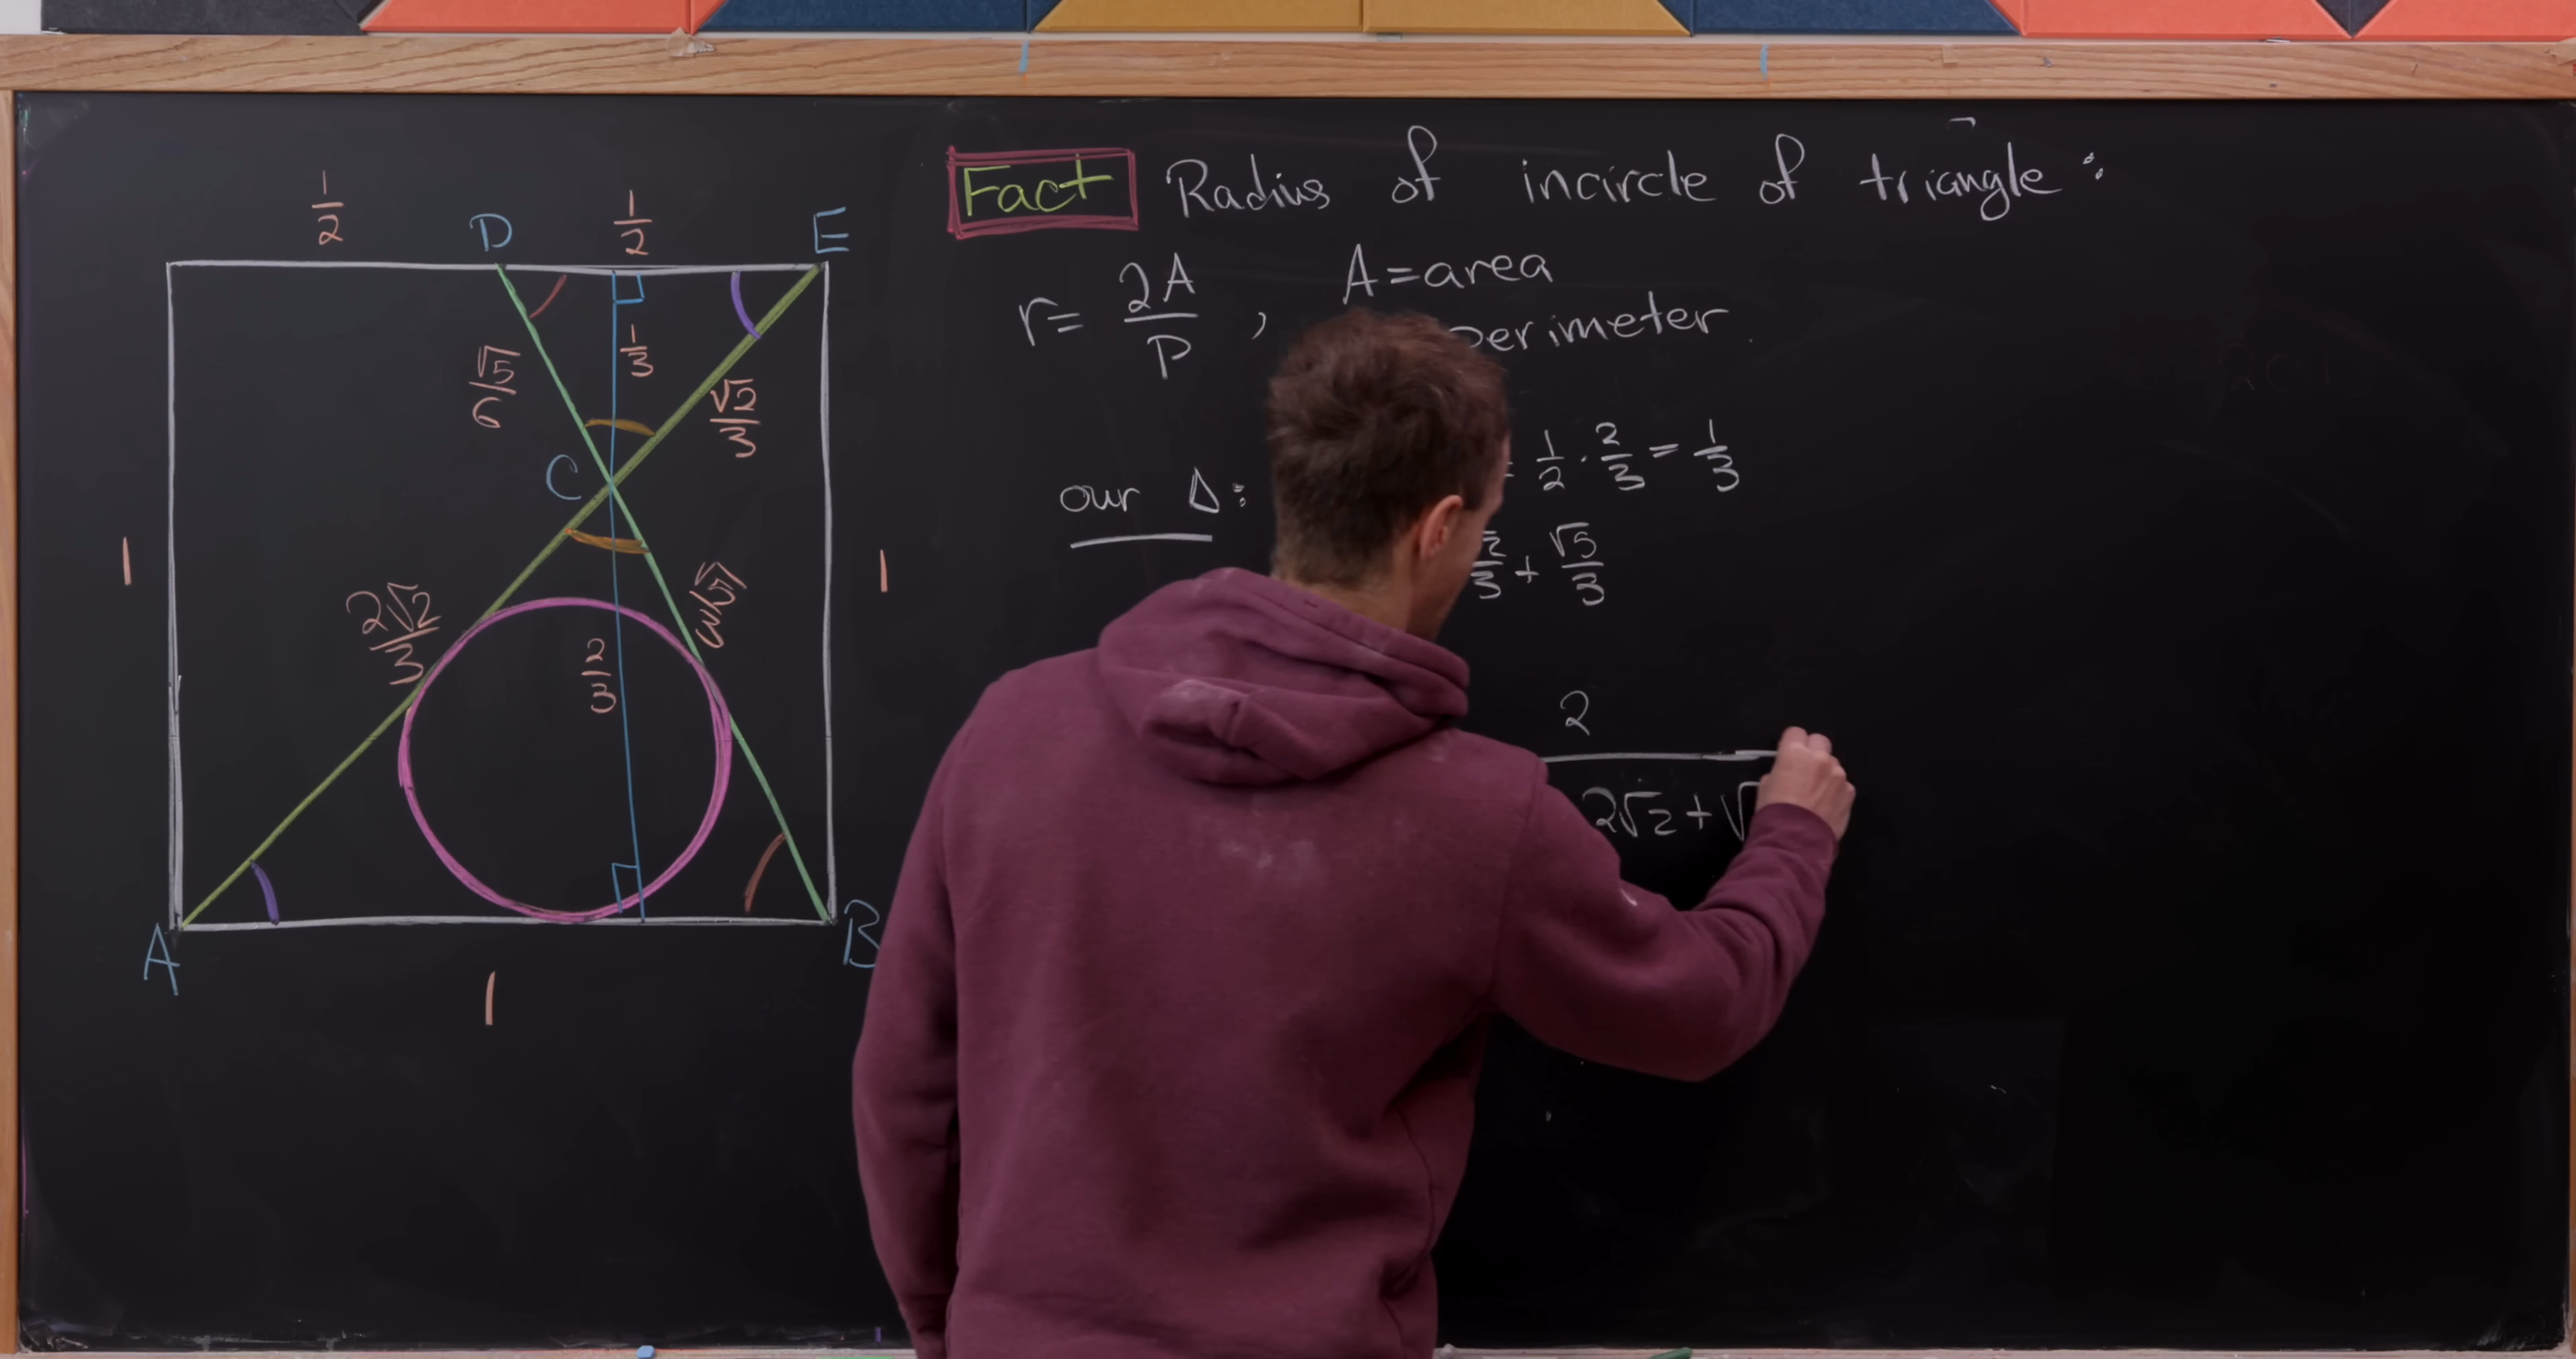 Fact Radius of incircle of triangle:
r = 2A/P , A = area
perimeter
our Δ: = 1/2 · 2/3 = 1/3
/3 + √5/3
2
2√2 + √
1/2 D 1/2 E
1/3
√5/6
√2/3
C
1
1
2√2/3
√5/3
2/3
A
B
1